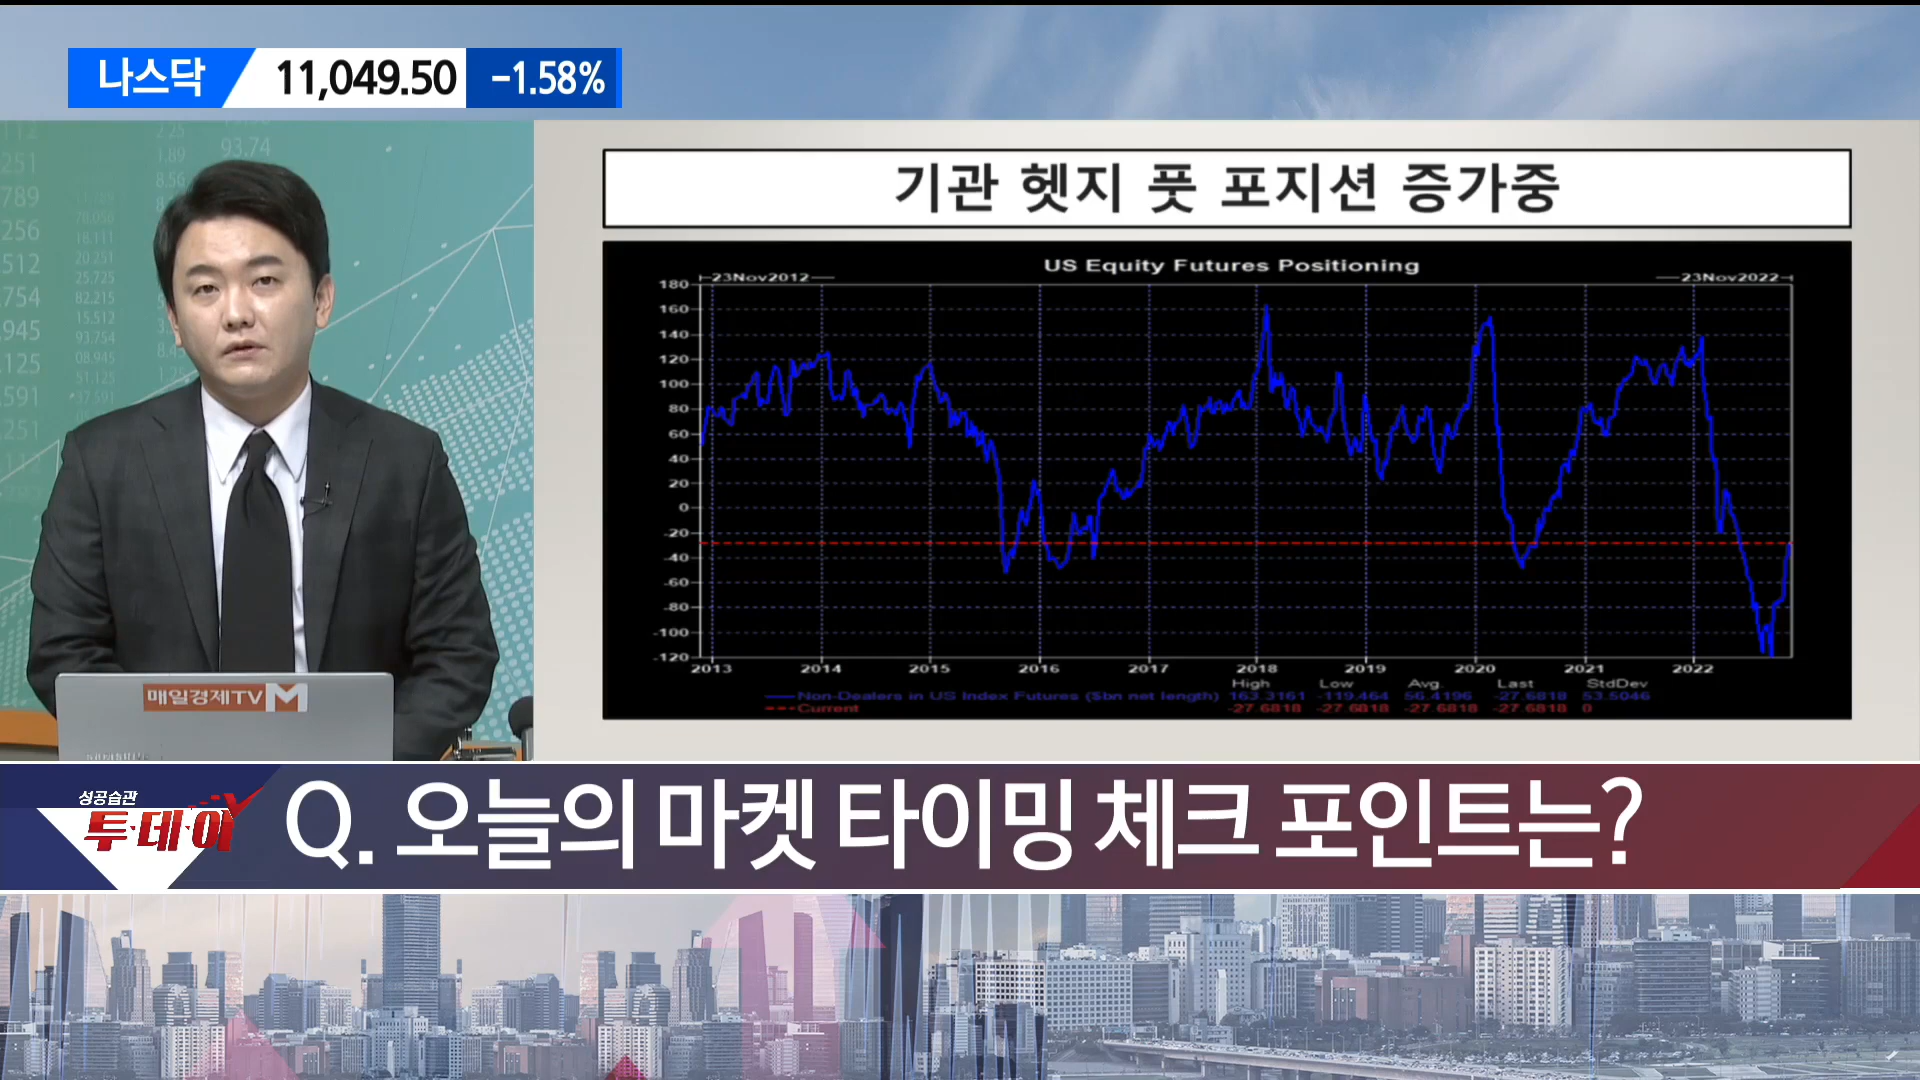 나스닥 11,049.50 -1.58%
기관 헷지 풋 포지션 증가중
US Equity Futures Positioning
23Nov2012 23Nov2022
180
160
140
120
100
80
60
40
20
0
-20
-40
-60
-80
-100
-120
2013 2014 2015 2016 2017 2018 2019 2020 2021 2022
High Low Avg. Last StdDev
Non-Dealers in US Index Futures ($bn net length) 163.3161 -119.464 56.4196 -27.6818 53.5046
Current -27.6818 -27.6818 -27.6818 -27.6818 0
93.74
매일경제TV M
성공습관
투데이
Q. 오늘의 마켓 타이밍 체크 포인트는?